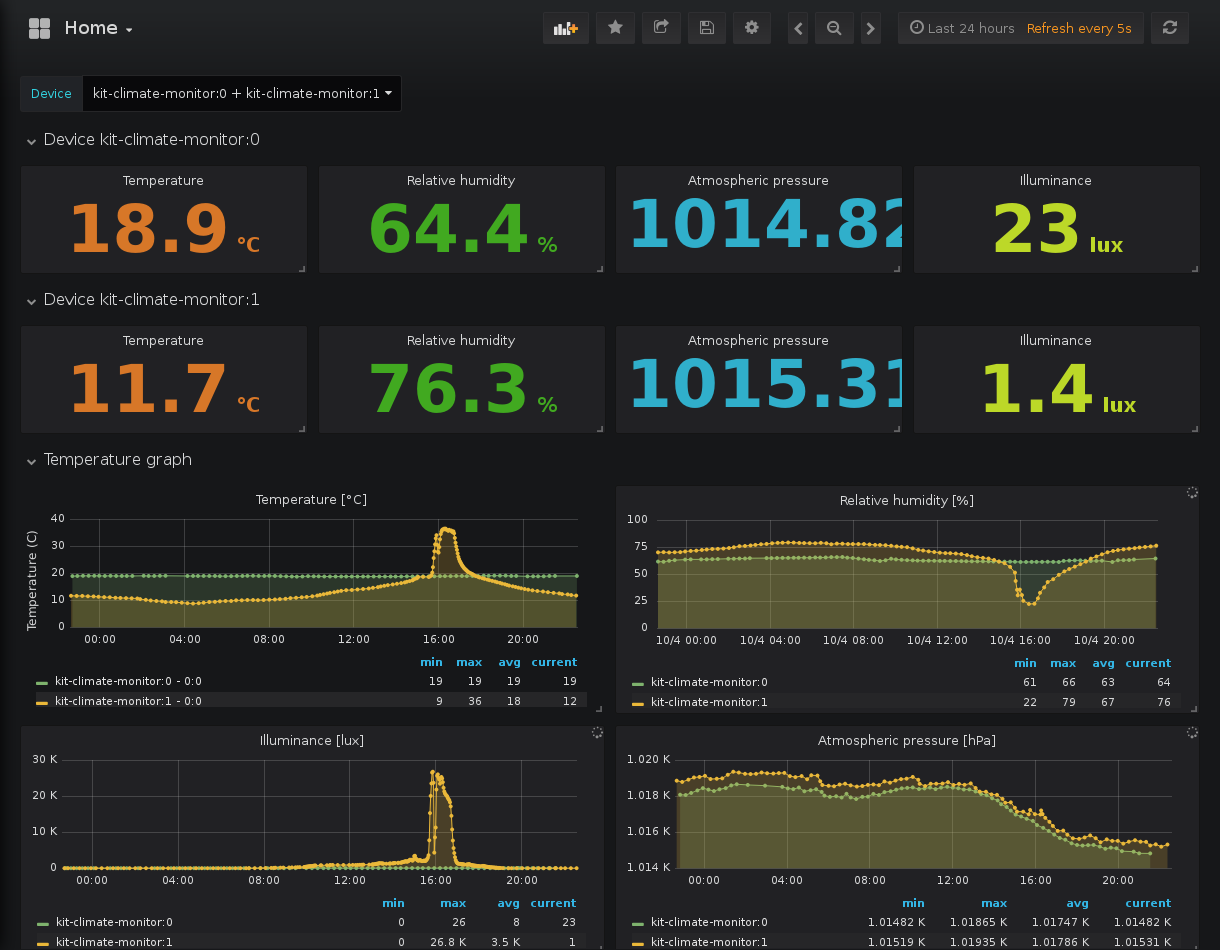 Home
Last 24 hours Refresh every 5s
Device kit-climate-monitor:0 + kit-climate-monitor:1
Device kit-climate-monitor:0
Temperature Relative humidity Atmospheric pressure Illuminance
18.9 °C 64.4 % 1014.82 23 lux
Device kit-climate-monitor:1
Temperature Relative humidity Atmospheric pressure Illuminance
11.7 °C 76.3 % 1015.31 1.4 lux
Temperature graph
Temperature [°C]
Temperature (C)
40
30
20
10
0
00:00 04:00 08:00 12:00 16:00 20:00
min max avg current
kit-climate-monitor:0 - 0:0 19 19 19 19
kit-climate-monitor:1 - 0:0 9 36 18 12
Relative humidity [%]
100
75
50
25
0
10/4 00:00 10/4 04:00 10/4 08:00 10/4 12:00 10/4 16:00 10/4 20:00
min max avg current
kit-climate-monitor:0 61 66 63 64
kit-climate-monitor:1 22 79 67 76
Illuminance [lux]
30 K
20 K
10 K
0
00:00 04:00 08:00 12:00 16:00 20:00
min max avg current
kit-climate-monitor:0 0 26 8 23
kit-climate-monitor:1 0 26.8 K 3.5 K 1
Atmospheric pressure [hPa]
1.020 K
1.018 K
1.016 K
1.014 K
00:00 04:00 08:00 12:00 16:00 20:00
min max avg current
kit-climate-monitor:0 1.01482 K 1.01865 K 1.01747 K 1.01482 K
kit-climate-monitor:1 1.01519 K 1.01935 K 1.01786 K 1.01531 K